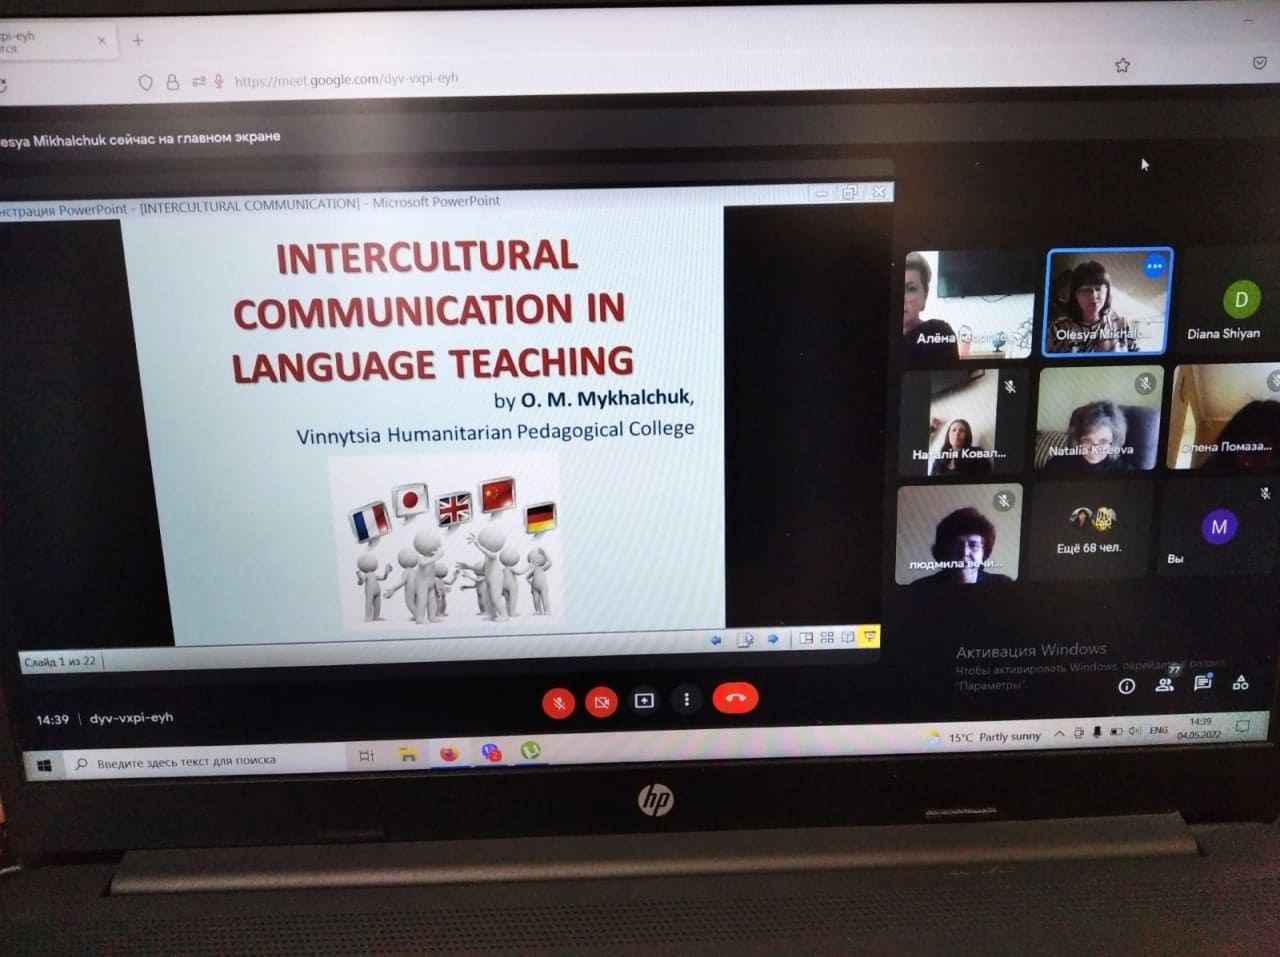 pi-eyh
тся
https://meet.google.com/dyv-vxpi-eyh
esya Mikhalchuk сейчас на главном экране
нстрация PowerPoint - [INTERCULTURAL COMMUNICATION] - Microsoft PowerPoint
INTERCULTURAL
COMMUNICATION IN
LANGUAGE TEACHING
by O. M. Mykhalchuk,
Vinnytsia Humanitarian Pedagogical College
Слайд 1 из 22
Алёна
Olesya Mikhalc...
D
Diana Shiyan
Наталія Ковал...
Natalia Kireeva
Олена Помаза...
людмила
Ещё 68 чел.
M
Вы
Активация Windows
Чтобы активировать Windows, перейдите в раздел
"Параметры".
77
14:39 | dyv-vxpi-eyh
Введите здесь текст для поиска
2
15°C Partly sunny
ENG
14:39
04.05.2022
hp